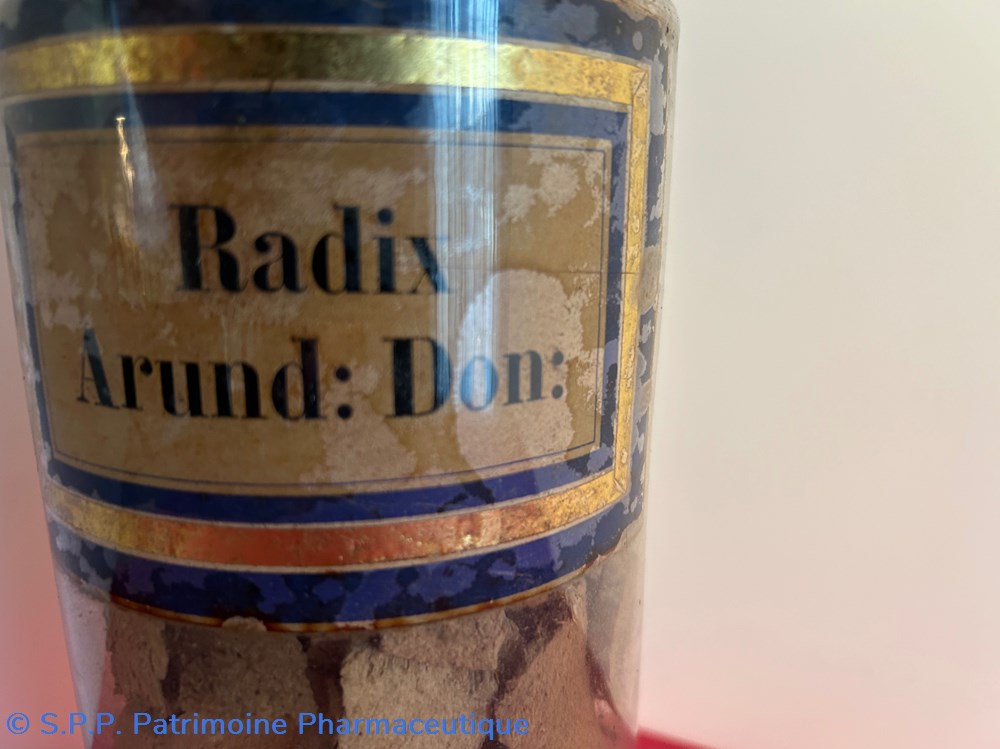 Radix
Arund: Don:
© S.P.P. Patrimoine Pharmaceutique